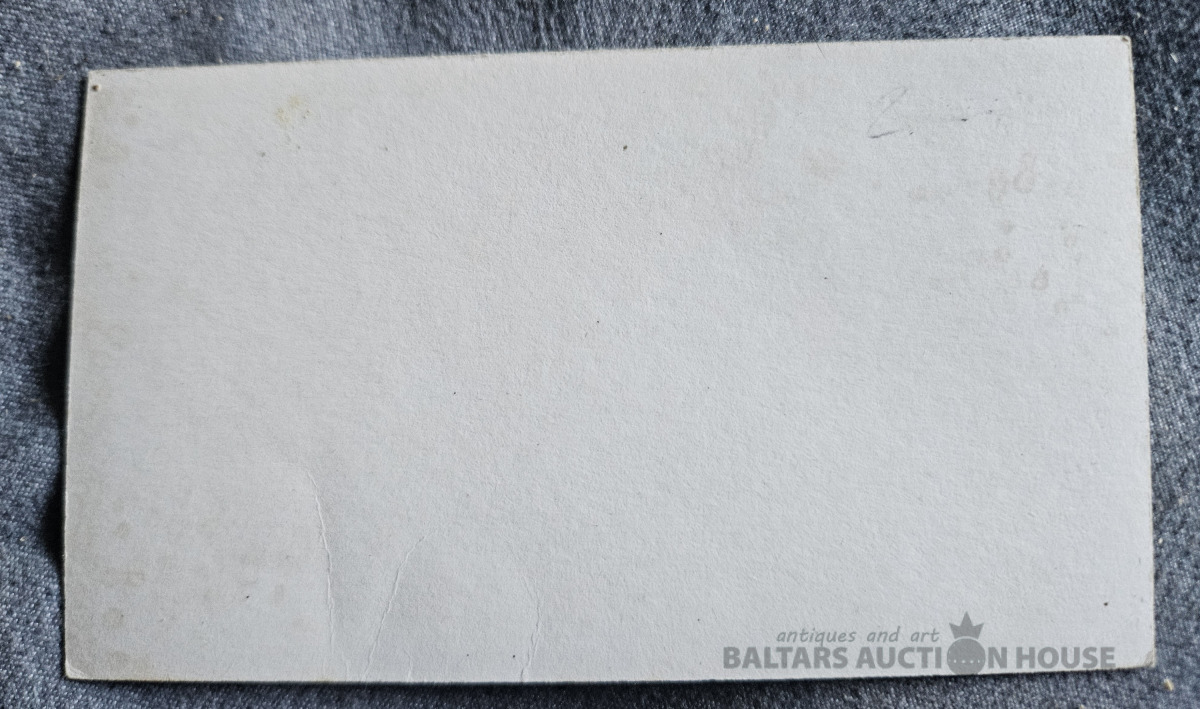 antiques and art
BALTARS AUCTION HOUSE